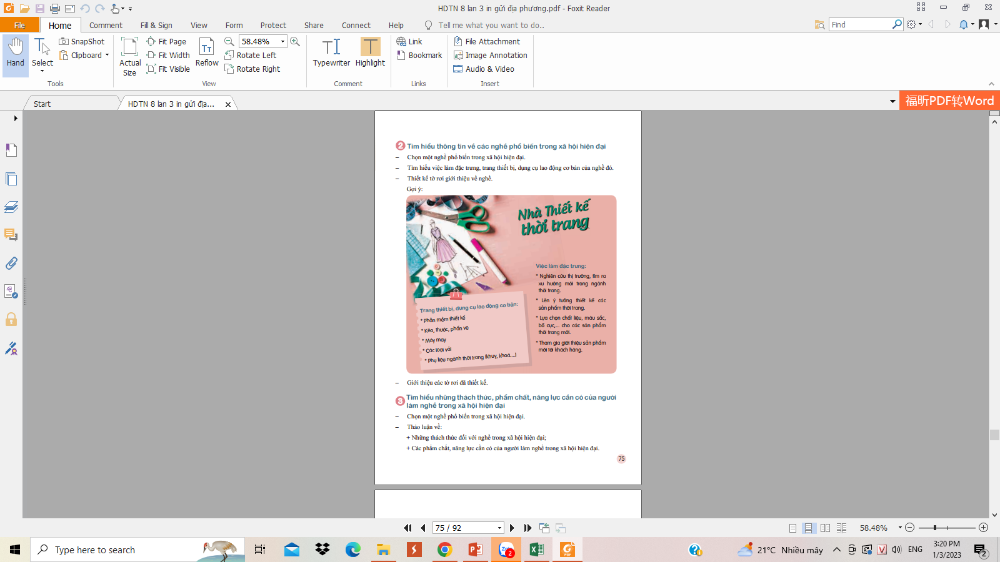 HDTN 8 lan 3 in gửi địa phương.pdf - Foxit Reader
File Home Comment Fill & Sign View Form Protect Share Connect Help Tell me what you want to do.. Find
Hand Select SnapShot Clipboard Actual Size Fit Page Fit Width Fit Visible Reflow 58.48% Rotate Left Rotate Right Typewriter Highlight Link Bookmark File Attachment Image Annotation Audio & Video
Tools View Comment Links Insert
Start HDTN 8 lan 3 in gửi địa... 福昕PDF转Word
2 Tìm hiểu thông tin về các nghề phổ biến trong xã hội hiện đại
– Chọn một nghề phổ biến trong xã hội hiện đại.
– Tìm hiểu việc làm đặc trưng, trang thiết bị, dụng cụ lao động cơ bản của nghề đó.
– Thiết kế tờ rơi giới thiệu về nghề.
Gợi ý:
Nhà Thiết kế
thời trang
Việc làm đặc trưng:
* Nghiên cứu thị trường, tìm ra
xu hướng mới trong ngành
thời trang.
* Lên ý tưởng thiết kế các
sản phẩm thời trang.
* Lựa chọn chất liệu, màu sắc,
bố cục,... cho các sản phẩm
thời trang mới.
* Tham gia giới thiệu sản phẩm
mới tới khách hàng.
Trang thiết bị, dụng cụ lao động cơ bản:
* Phần mềm thiết kế
* Kéo, thước, phấn vẽ
* Máy may
* Các loại vải
* Phụ liệu ngành thời trang (khuy, khoá,...)
– Giới thiệu các tờ rơi đã thiết kế.
3 Tìm hiểu những thách thức, phẩm chất, năng lực cần có của người
làm nghề trong xã hội hiện đại
– Chọn một nghề phổ biến trong xã hội hiện đại.
– Thảo luận về:
+ Những thách thức đối với nghề trong xã hội hiện đại;
+ Các phẩm chất, năng lực cần có của người làm nghề trong xã hội hiện đại.
75
75 / 92 58.48%
Type here to search 2 21°C Nhiều mây ENG 3:20 PM
1/3/2023 2